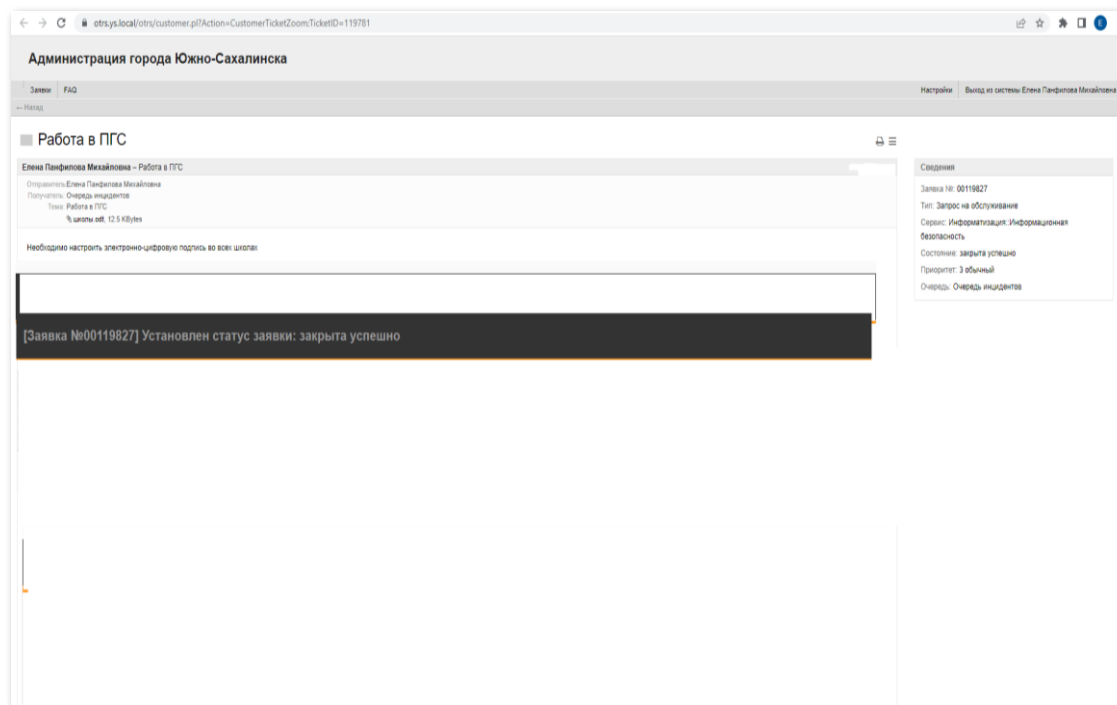 otrs.ys.local/otrs/customer.pl?Action=CustomerTicketZoom;TicketID=119781
E
Администрация города Южно-Сахалинска
Заявки FAQ Настройки Выход из системы Елена Панфилова Михайловна
← Назад
Работа в ПГС
Елена Панфилова Михайловна – Работа в ПГС
Отправитель: Елена Панфилова Михайловна
Получатель: Очередь инцидентов
Тема: Работа в ПГС
школы.odt, 12.5 KBytes
Необходимо настроить электронно-цифровую подпись во всех школах
[Заявка №00119827] Установлен статус заявки: закрыта успешно
Сведения
Заявка №: 00119827
Тип: Запрос на обслуживание
Сервис: Информатизация::Информационная
безопасность
Состояние: закрыта успешно
Приоритет: 3 обычный
Очередь: Очередь инцидентов